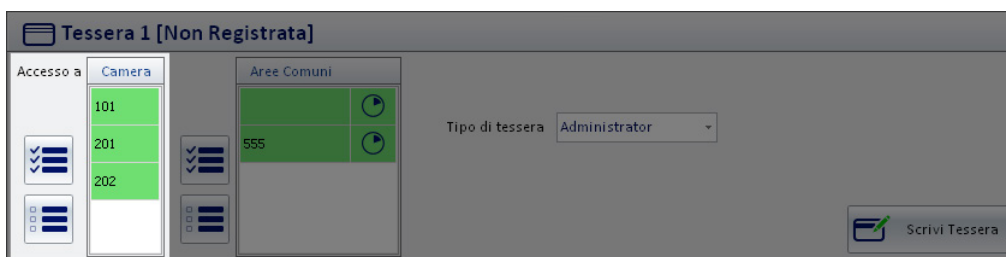 Tessera 1 [Non Registrata]
Accesso a
Camera
101
201
202
Aree Comuni
555
Tipo di tessera
Administrator
Scrivi Tessera